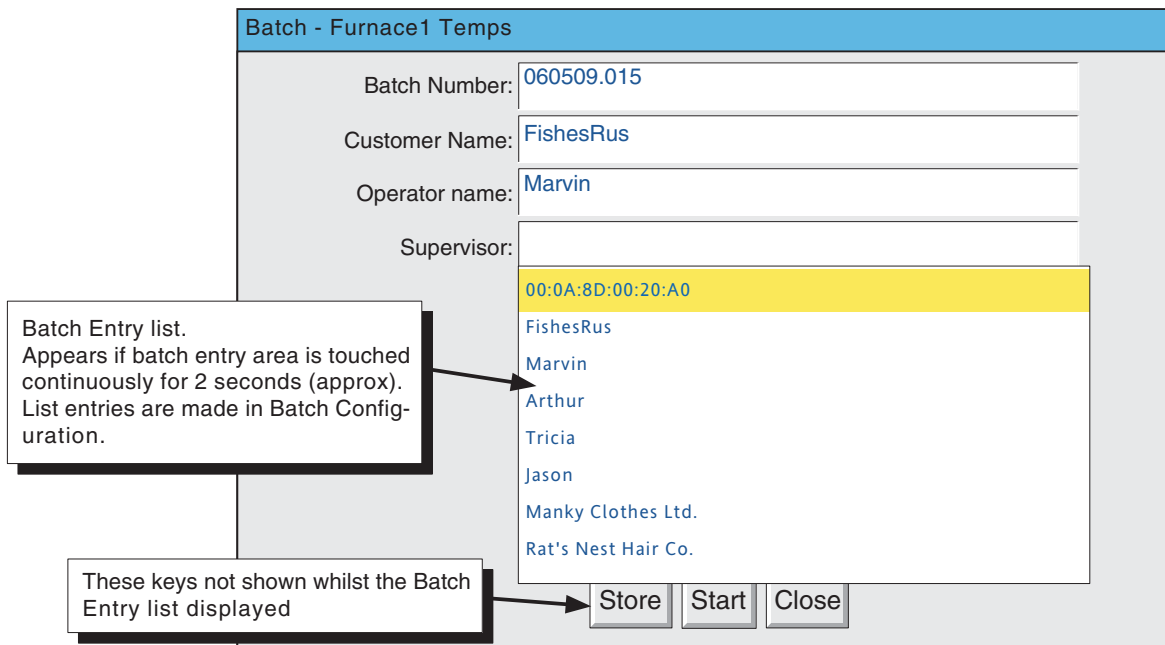 Batch - Furnace1 Temps
Batch Number: 060509.015
Customer Name: FishesRus
Operator name: Marvin
Supervisor:
00:0A:8D:00:20:A0
FishesRus
Marvin
Arthur
Tricia
Jason
Manky Clothes Ltd.
Rat's Nest Hair Co.
Batch Entry list.
Appears if batch entry area is touched
continuously for 2 seconds (approx).
List entries are made in Batch Config-
uration.
These keys not shown whilst the Batch
Entry list displayed
Store Start Close